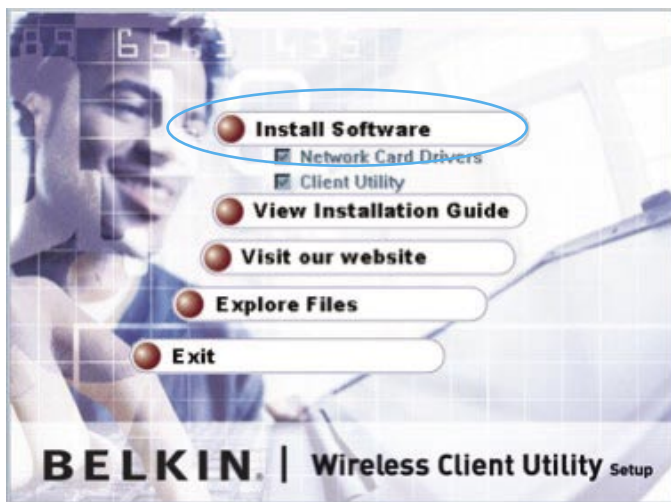 Install Software
Network Card Drivers
Client Utility
View Installation Guide
Visit our website
Explore Files
Exit
BELKIN. | Wireless Client Utility Setup